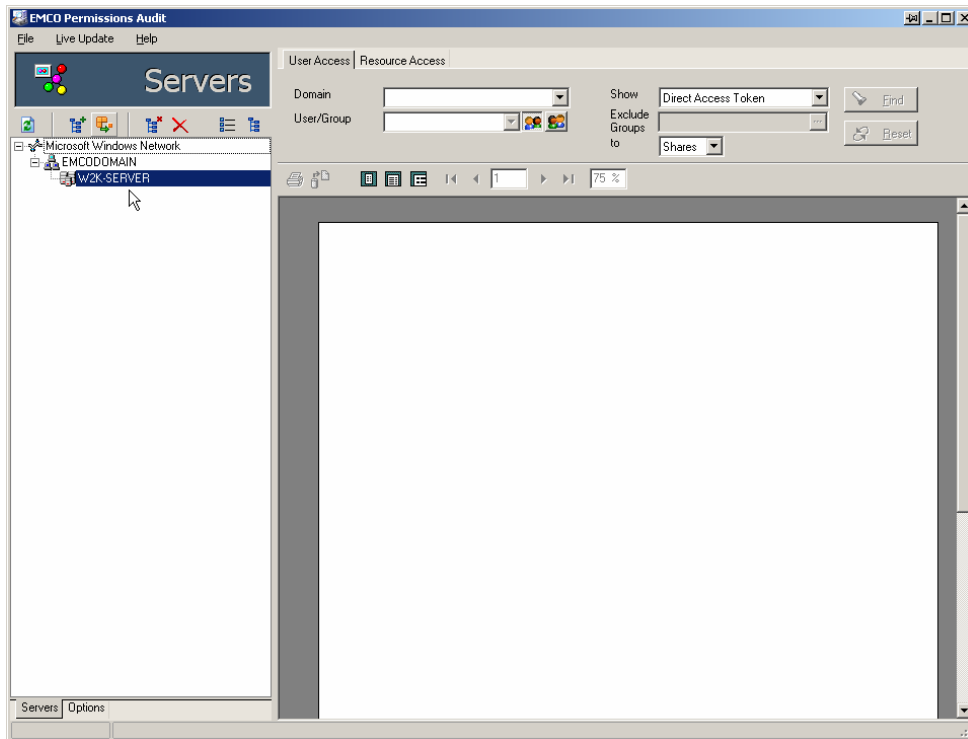 EMCO Permissions Audit
File Live Update Help
Servers
User Access Resource Access
Domain
Show Direct Access Token Find
User/Group
Exclude Groups
to Shares Reset
Microsoft Windows Network
EMCODOMAIN
W2K-SERVER
1 75 %
Servers Options